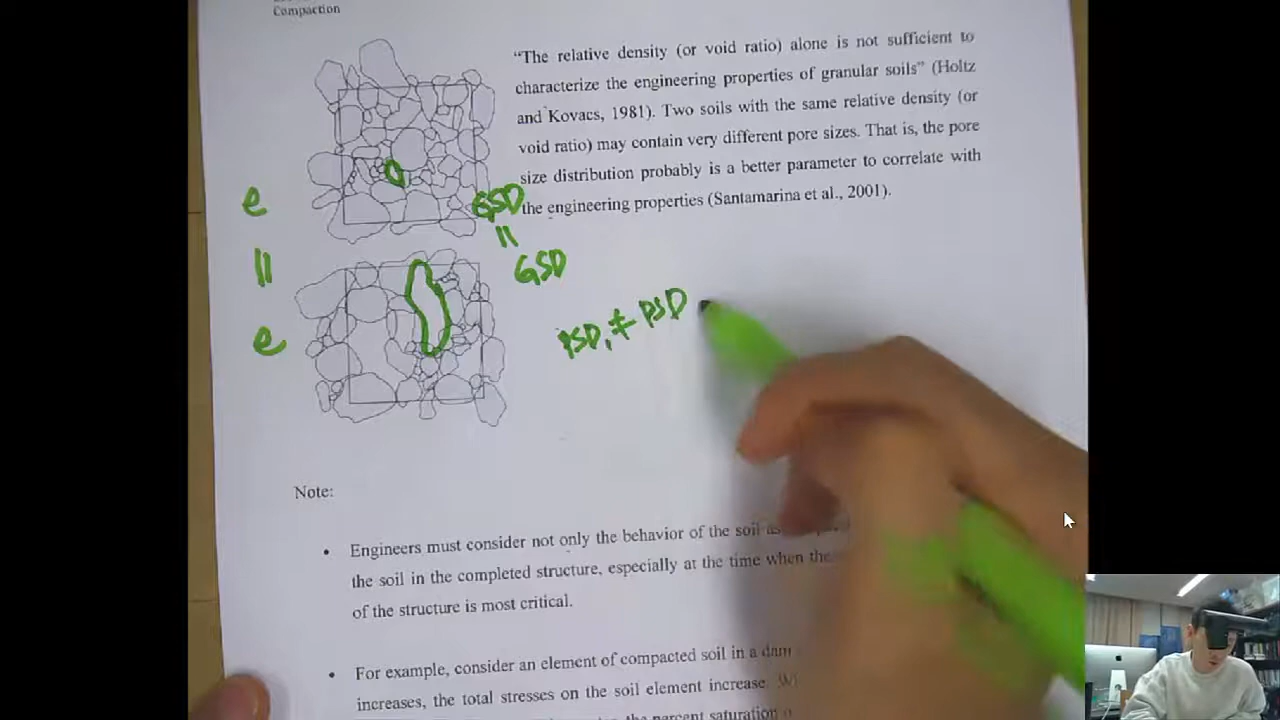 Compaction
“The relative density (or void ratio) alone is not sufficient to
characterize the engineering properties of granular soils” (Holtz
and Kovacs, 1981). Two soils with the same relative density (or
void ratio) may contain very different pore sizes. That is, the pore
size distribution probably is a better parameter to correlate with
the engineering properties (Santamarina et al., 2001).
e
=
e
GSD
=
GSD
PSD, ≠ PSD
Note:
• Engineers must consider not only the behavior of the soil as
the soil in the completed structure, especially at the time when the
of the structure is most critical.
• For example, consider an element of compacted soil in a dam
increases, the total stresses on the soil element increase.
the percent saturation